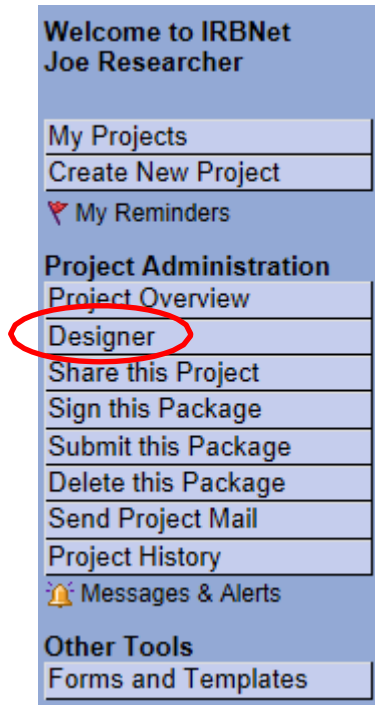 Welcome to IRBNet
Joe Researcher
My Projects
Create New Project
My Reminders
Project Administration
Project Overview
Designer
Share this Project
Sign this Package
Submit this Package
Delete this Package
Send Project Mail
Project History
Messages & Alerts
Other Tools
Forms and Templates